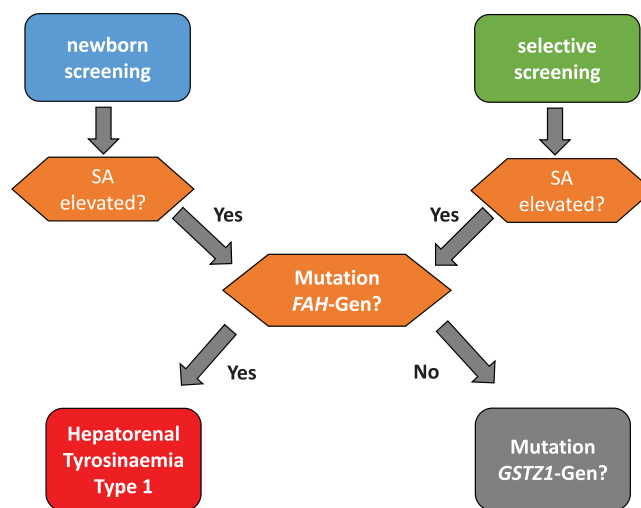 newborn
screening
selective
screening
SA
elevated?
SA
elevated?
Yes
Yes
Mutation
FAH-Gen?
Yes
No
Hepatorenal
Tyrosinaemia
Type 1
Mutation
GSTZ1-Gen?